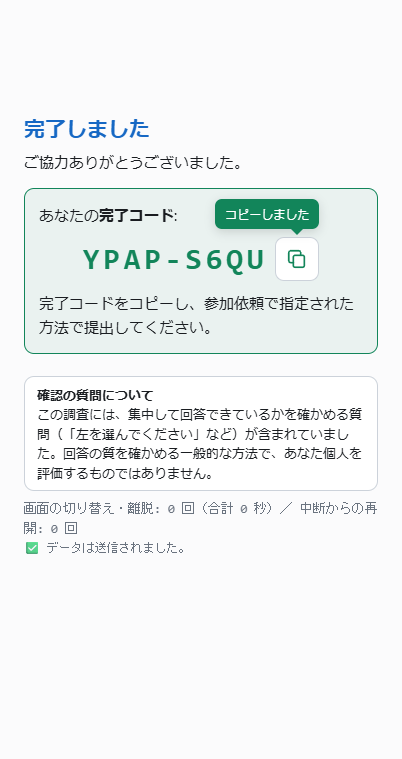 完了しました
ご協力ありがとうございました。
あなたの完了コード:
コピーしました
YPAP-S6QU
完了コードをコピーし、参加依頼で指定された
方法で提出してください。
確認の質問について
この調査には、集中して回答できているかを確かめる質
問（「左を選んでください」など）が含まれていまし
た。回答の質を確かめる一般的な方法で、あなた個人を
評価するものではありません。
画面の切り替え・離脱: 0 回（合計 0 秒）／ 中断からの再
開: 0 回
✅ データは送信されました。